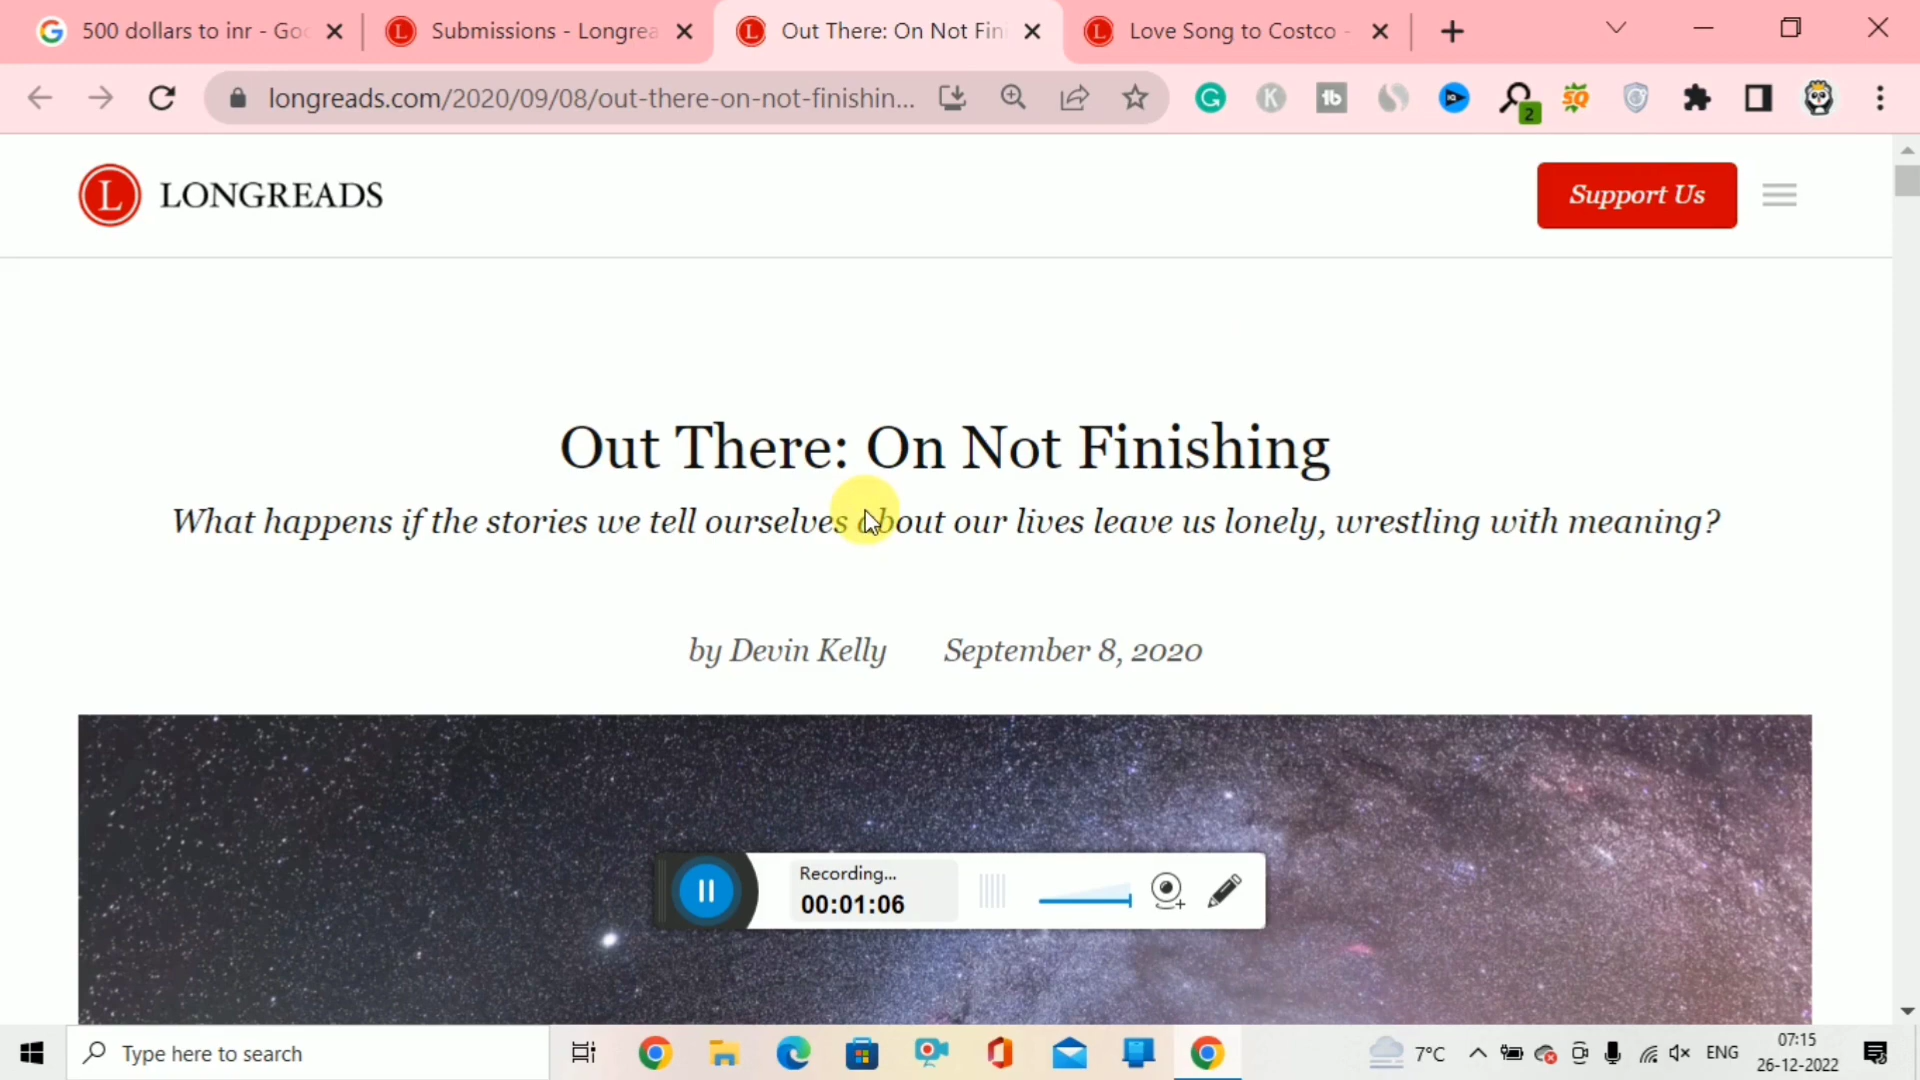 500 dollars to inr - Goo
Submissions - Longrea
Out There: On Not Fini
Love Song to Costco -
longreads.com/2020/09/08/out-there-on-not-finishin...
2
L LONGREADS
Support Us
Out There: On Not Finishing
What happens if the stories we tell ourselves about our lives leave us lonely, wrestling with meaning?
by Devin Kelly September 8, 2020
Recording...
00:01:06
Type here to search
7°C
ENG
07:15
26-12-2022